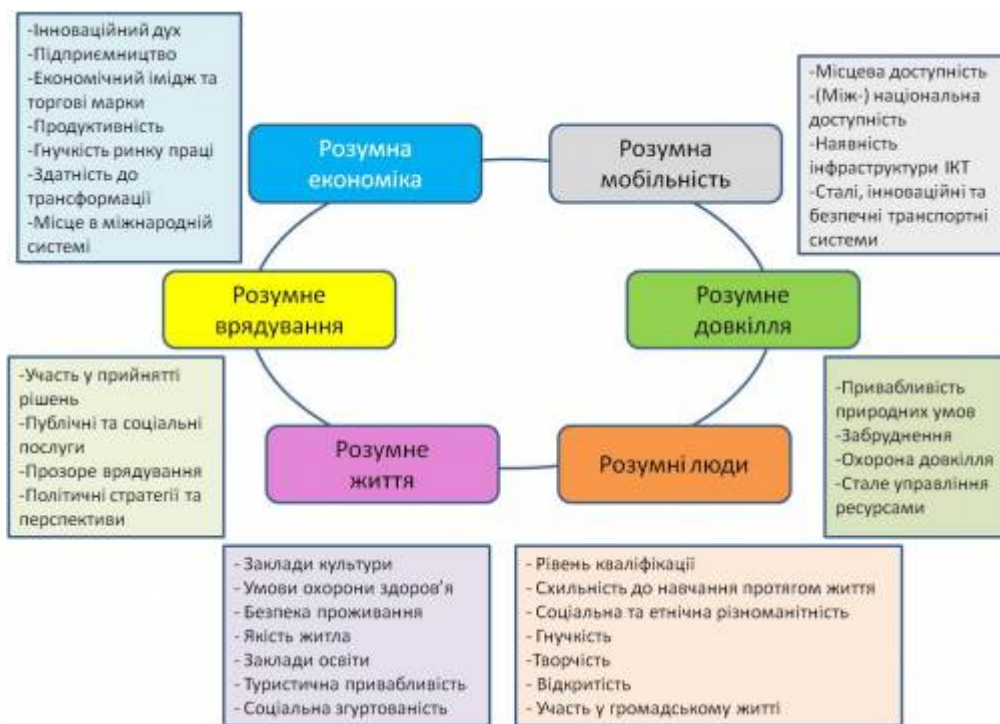 -Інноваційний дух
-Підприємництво
-Економічний імідж та
торгові марки
-Продуктивність
-Гнучкість ринку праці
-Здатність до
трансформації
-Місце в міжнародній
системі
Розумна
економіка
Розумна
мобільність
-Місцева доступність
-(Між-) національна
доступність
-Наявність
інфраструктури ІКТ
-Сталі, інноваційні та
безпечні транспортні
системи
Розумне
врядування
Розумне
довкілля
-Участь у прийнятті
рішень
-Публічні та соціальні
послуги
-Прозоре врядування
-Політичні стратегії та
перспективи
Розумне
життя
Розумні люди
-Привабливість
природних умов
-Забруднення
-Охорона довкілля
-Стале управління
ресурсами
- Заклади культури
-Умови охорони здоров'я
-Безпека проживання
- Якість житла
- Заклади освіти
- Туристична привабливість
- Соціальна згуртованість
- Рівень кваліфікації
- Схильність до навчання протягом життя
- Соціальна та етнічна різноманітність
- Гнучкість
-Творчість
- Відкритість
- Участь у громадському житті